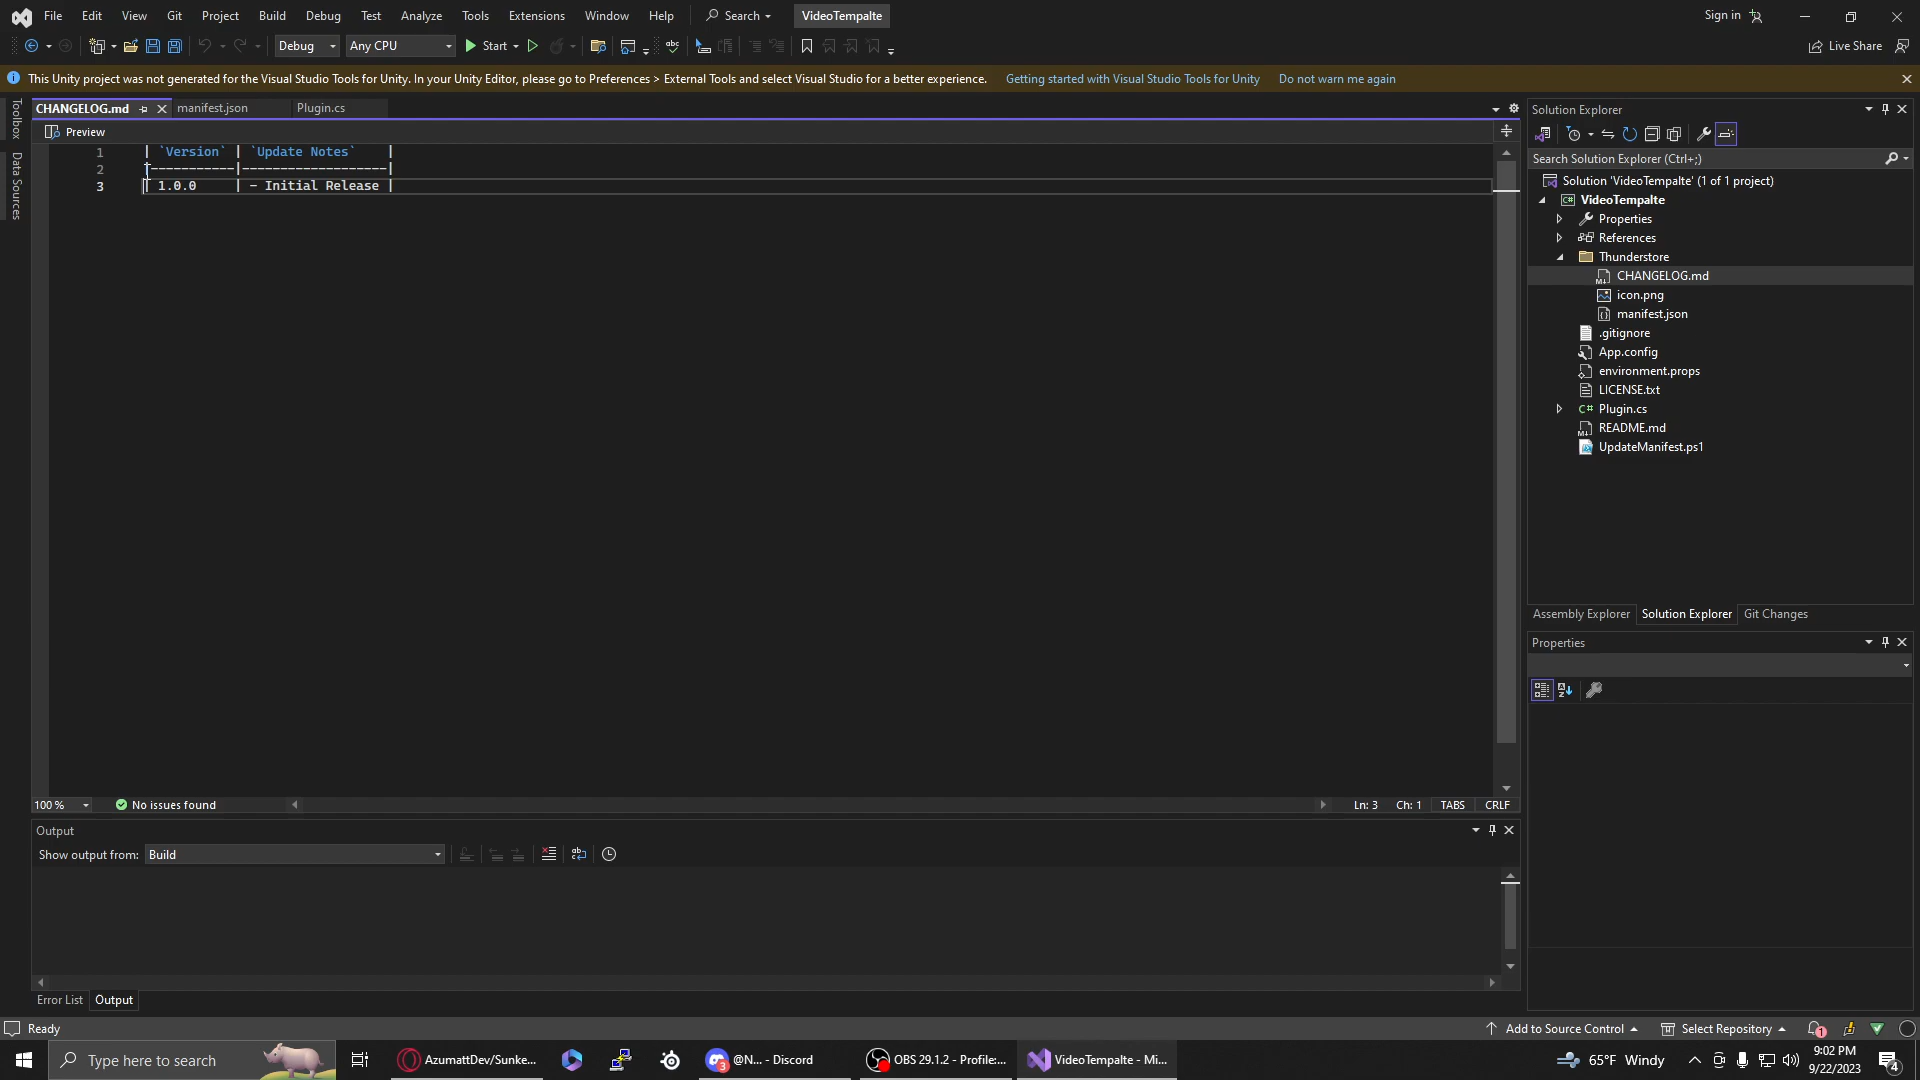 File Edit View Git Project Build Debug Test Analyze Tools Extensions Window Help Search VideoTempalte Sign in
Debug Any CPU Start Live Share
This Unity project was not generated for the Visual Studio Tools for Unity. In your Unity Editor, please go to Preferences > External Tools and select Visual Studio for a better experience. Getting started with Visual Studio Tools for Unity Do not warn me again
Toolbox
Data Sources
CHANGELOG.md manifest.json Plugin.cs
Preview
1 | `Version` | `Update Notes`    |
2 |-----------|-------------------|
3 | 1.0.0     | - Initial Release |
100 % No issues found Ln: 3 Ch: 1 TABS CRLF
Output
Show output from: Build
Error List Output
Solution Explorer
Search Solution Explorer (Ctrl+;)
Solution 'VideoTempalte' (1 of 1 project)
VideoTempalte
Properties
References
Thunderstore
CHANGELOG.md
icon.png
manifest.json
.gitignore
App.config
environment.props
LICENSE.txt
C# Plugin.cs
README.md
UpdateManifest.ps1
Assembly Explorer Solution Explorer Git Changes
Properties
Ready Add to Source Control Select Repository 1
Type here to search AzumattDev/Sunke... 3 @N... - Discord OBS 29.1.2 - Profile:... VideoTempalte - Mi... 65°F Windy 9:02 PM
9/22/2023 4